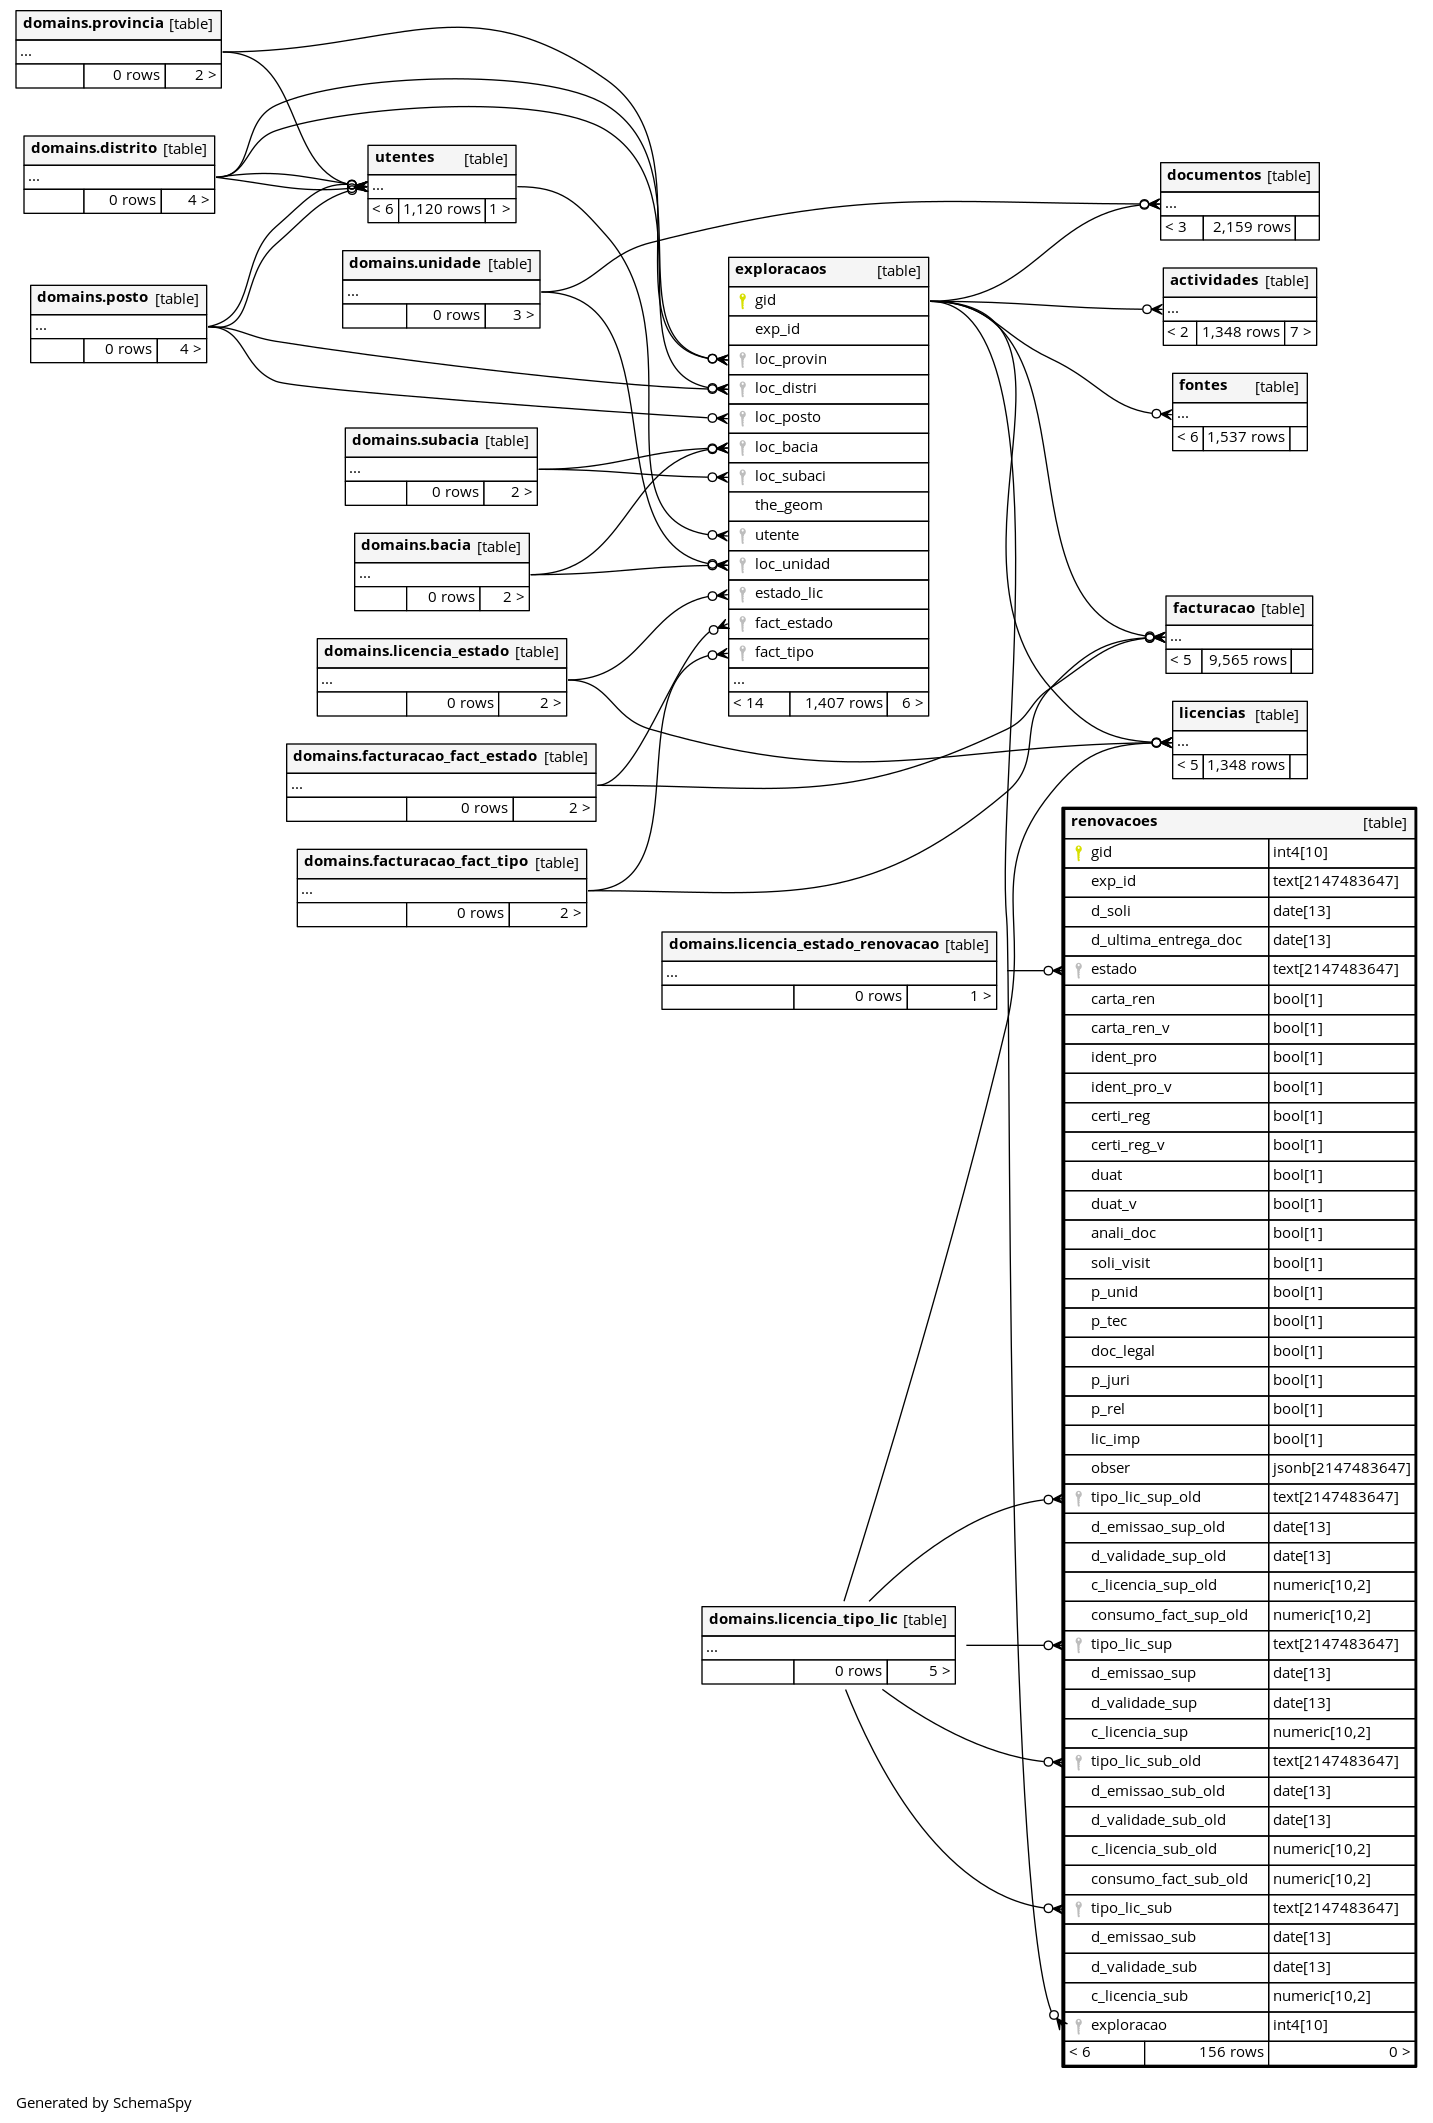 domains.provincia [table]
...
0 rows 2 >
domains.distrito [table]
...
0 rows 4 >
domains.posto [table]
...
0 rows 4 >
utentes [table]
...
< 6 1,120 rows 1 >
domains.unidade [table]
...
0 rows 3 >
domains.subacia [table]
...
0 rows 2 >
domains.bacia [table]
...
0 rows 2 >
domains.licencia_estado [table]
...
0 rows 2 >
domains.facturacao_fact_estado [table]
...
0 rows 2 >
domains.facturacao_fact_tipo [table]
...
0 rows 2 >
exploracaos [table]
gid
exp_id
loc_provin
loc_distri
loc_posto
loc_bacia
loc_subaci
the_geom
utente
loc_unidad
estado_lic
fact_estado
fact_tipo
...
< 14 1,407 rows 6 >
domains.licencia_estado_renovacao [table]
...
0 rows 1 >
domains.licencia_tipo_lic [table]
...
0 rows 5 >
documentos [table]
...
< 3 2,159 rows
actividades [table]
...
< 2 1,348 rows 7 >
fontes [table]
...
< 6 1,537 rows
facturacao [table]
...
< 5 9,565 rows
licencias [table]
...
< 5 1,348 rows
renovacoes [table]
gid int4[10]
exp_id text[2147483647]
d_soli date[13]
d_ultima_entrega_doc date[13]
estado text[2147483647]
carta_ren bool[1]
carta_ren_v bool[1]
ident_pro bool[1]
ident_pro_v bool[1]
certi_reg bool[1]
certi_reg_v bool[1]
duat bool[1]
duat_v bool[1]
anali_doc bool[1]
soli_visit bool[1]
p_unid bool[1]
p_tec bool[1]
doc_legal bool[1]
p_juri bool[1]
p_rel bool[1]
lic_imp bool[1]
obser jsonb[2147483647]
tipo_lic_sup_old text[2147483647]
d_emissao_sup_old date[13]
d_validade_sup_old date[13]
c_licencia_sup_old numeric[10,2]
consumo_fact_sup_old numeric[10,2]
tipo_lic_sup text[2147483647]
d_emissao_sup date[13]
d_validade_sup date[13]
c_licencia_sup numeric[10,2]
tipo_lic_sub_old text[2147483647]
d_emissao_sub_old date[13]
d_validade_sub_old date[13]
c_licencia_sub_old numeric[10,2]
consumo_fact_sub_old numeric[10,2]
tipo_lic_sub text[2147483647]
d_emissao_sub date[13]
d_validade_sub date[13]
c_licencia_sub numeric[10,2]
exploracao int4[10]
< 6 156 rows 0 >
Generated by SchemaSpy